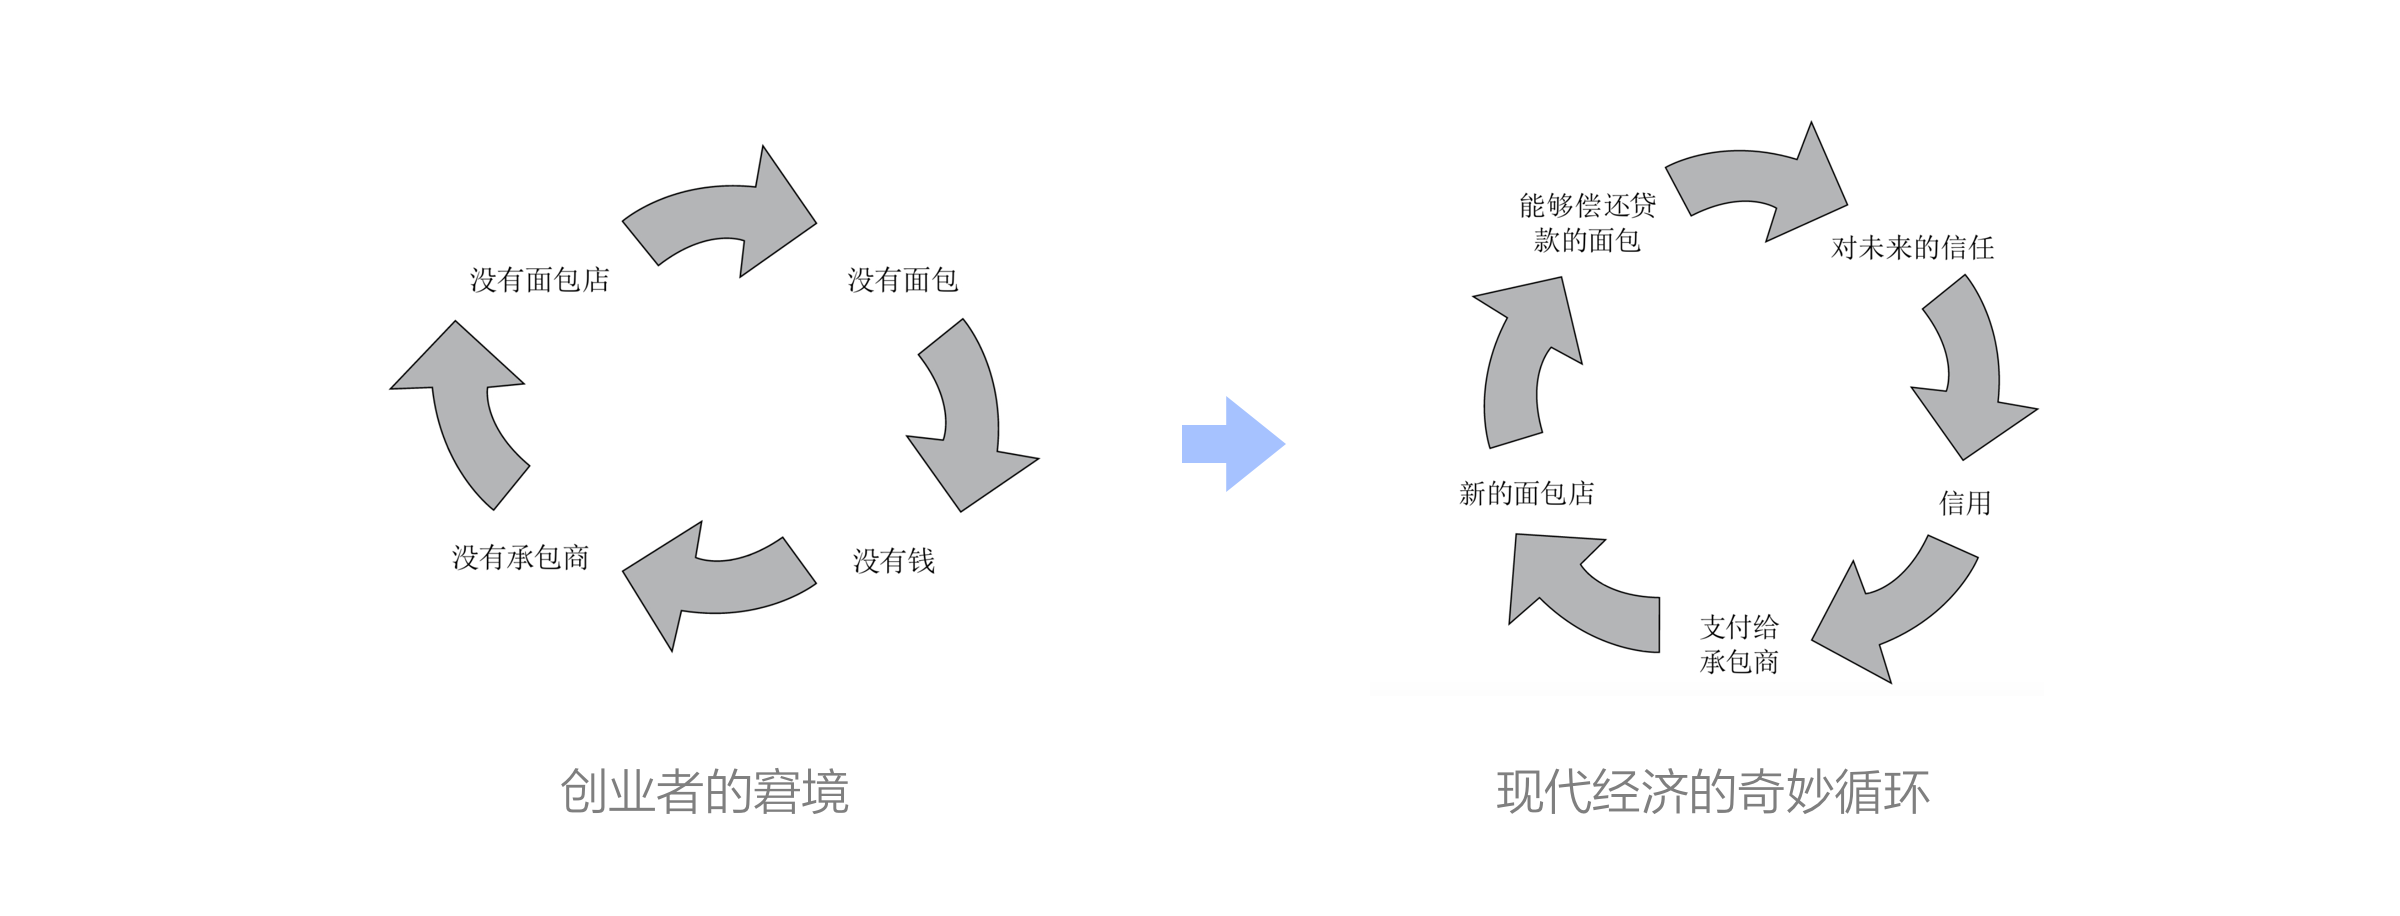 没有面包店
没有面包
没有钱
没有承包商
创业者的窘境
能够偿还贷
款的面包
对未来的信任
信用
支付给
承包商
新的面包店
现代经济的奇妙循环